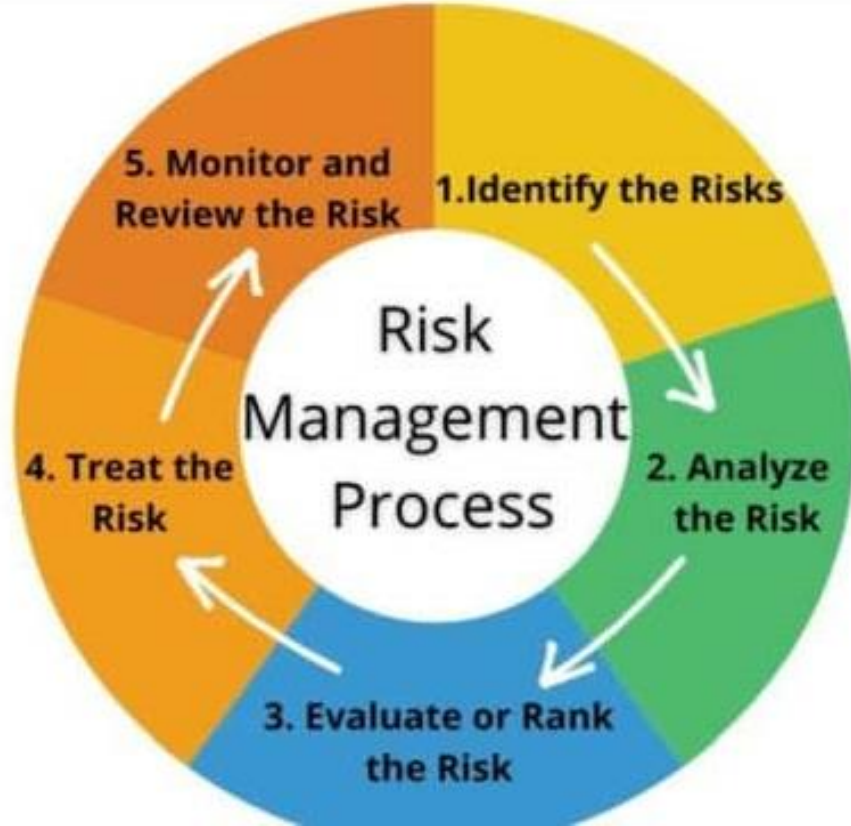 Risk
Management
Process
1.Identify the Risks
2. Analyze
the Risk
3. Evaluate or Rank
the Risk
4. Treat the
Risk
5. Monitor and
Review the Risk